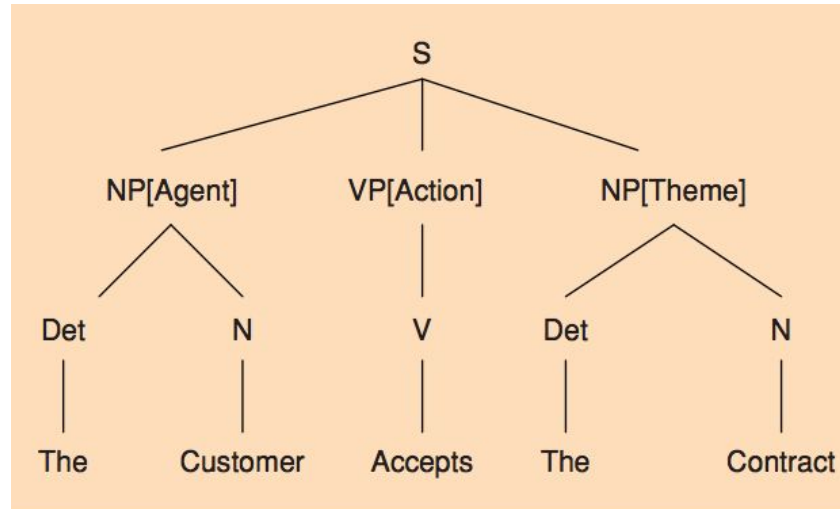 S
NP[Agent] VP[Action] NP[Theme]
Det N V Det N
The Customer Accepts The Contract